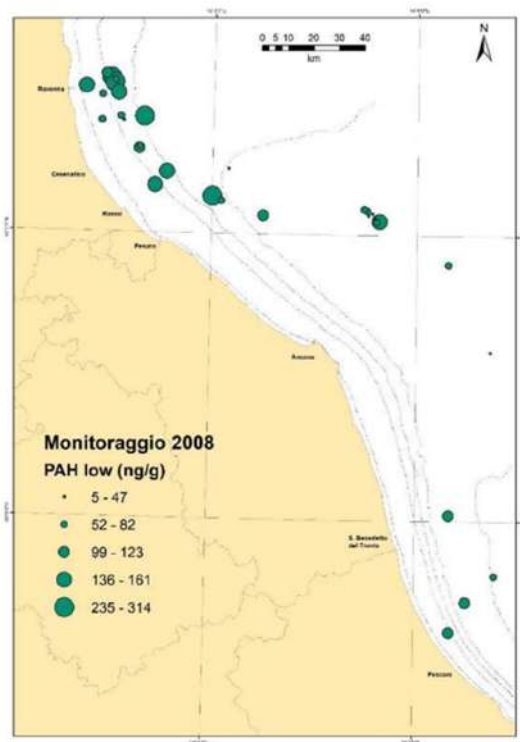 N
0 5 10 20 30 40
km
Ravenna
Cesenatico
Pesaro
Ancona
Monitoraggio 2008
PAH low (ng/g)
5 - 47
52 - 82
99 - 123
136 - 161
235 - 314
S. Benedetto
del Tronto
Pescara